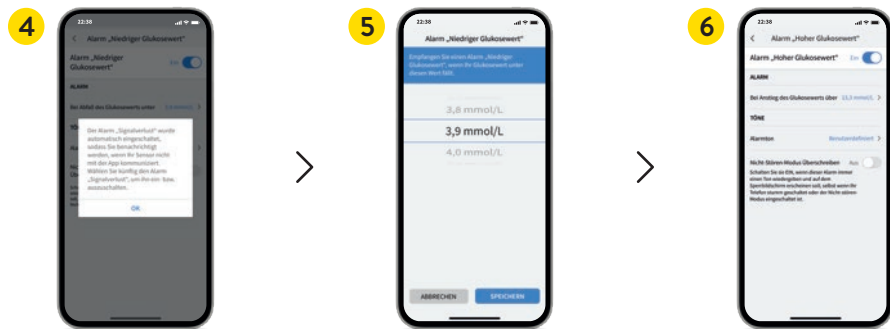 4
22:38
Alarm „Niedriger Glukosewert"
Alarm „Niedriger
Glukosewert"
Ein
ALARM
Bei Abfall des Glukosewerts unter
Der Alarm „Signalverlust" wurde
automatisch eingeschaltet,
sodass Sie benachrichtigt
werden, wenn Ihr Sensor nicht
mit der App kommuniziert.
Wählen Sie künftig den Alarm
„Signalverlust", um ihn ein- bzw.
auszuschalten.
OK
5
22:38
Alarm „Niedriger Glukosewert"
Empfangen Sie einen Alarm „Niedriger
Glukosewert", wenn Ihr Glukosewert unter
diesen Wert fällt.
3,8 mmol/L
3,9 mmol/L
4,0 mmol/L
ABBRECHEN
SPEICHERN
6
22:38
Alarm „Hoher Glukosewert"
Alarm „Hoher Glukosewert"
Ein
ALARM
Bei Anstieg des Glukosewerts über
13,3 mmol/L
TÖNE
Alarmton
Benutzerdefiniert
Nicht-Stören-Modus Überschreiben
Aus
Schalten Sie sie EIN, wenn dieser Alarm immer
einen Ton wiedergeben und auf dem
Sperrbildschirm erscheinen soll, selbst wenn Ihr
Telefon stumm geschaltet oder der Nicht-stören-
Modus eingeschaltet ist.